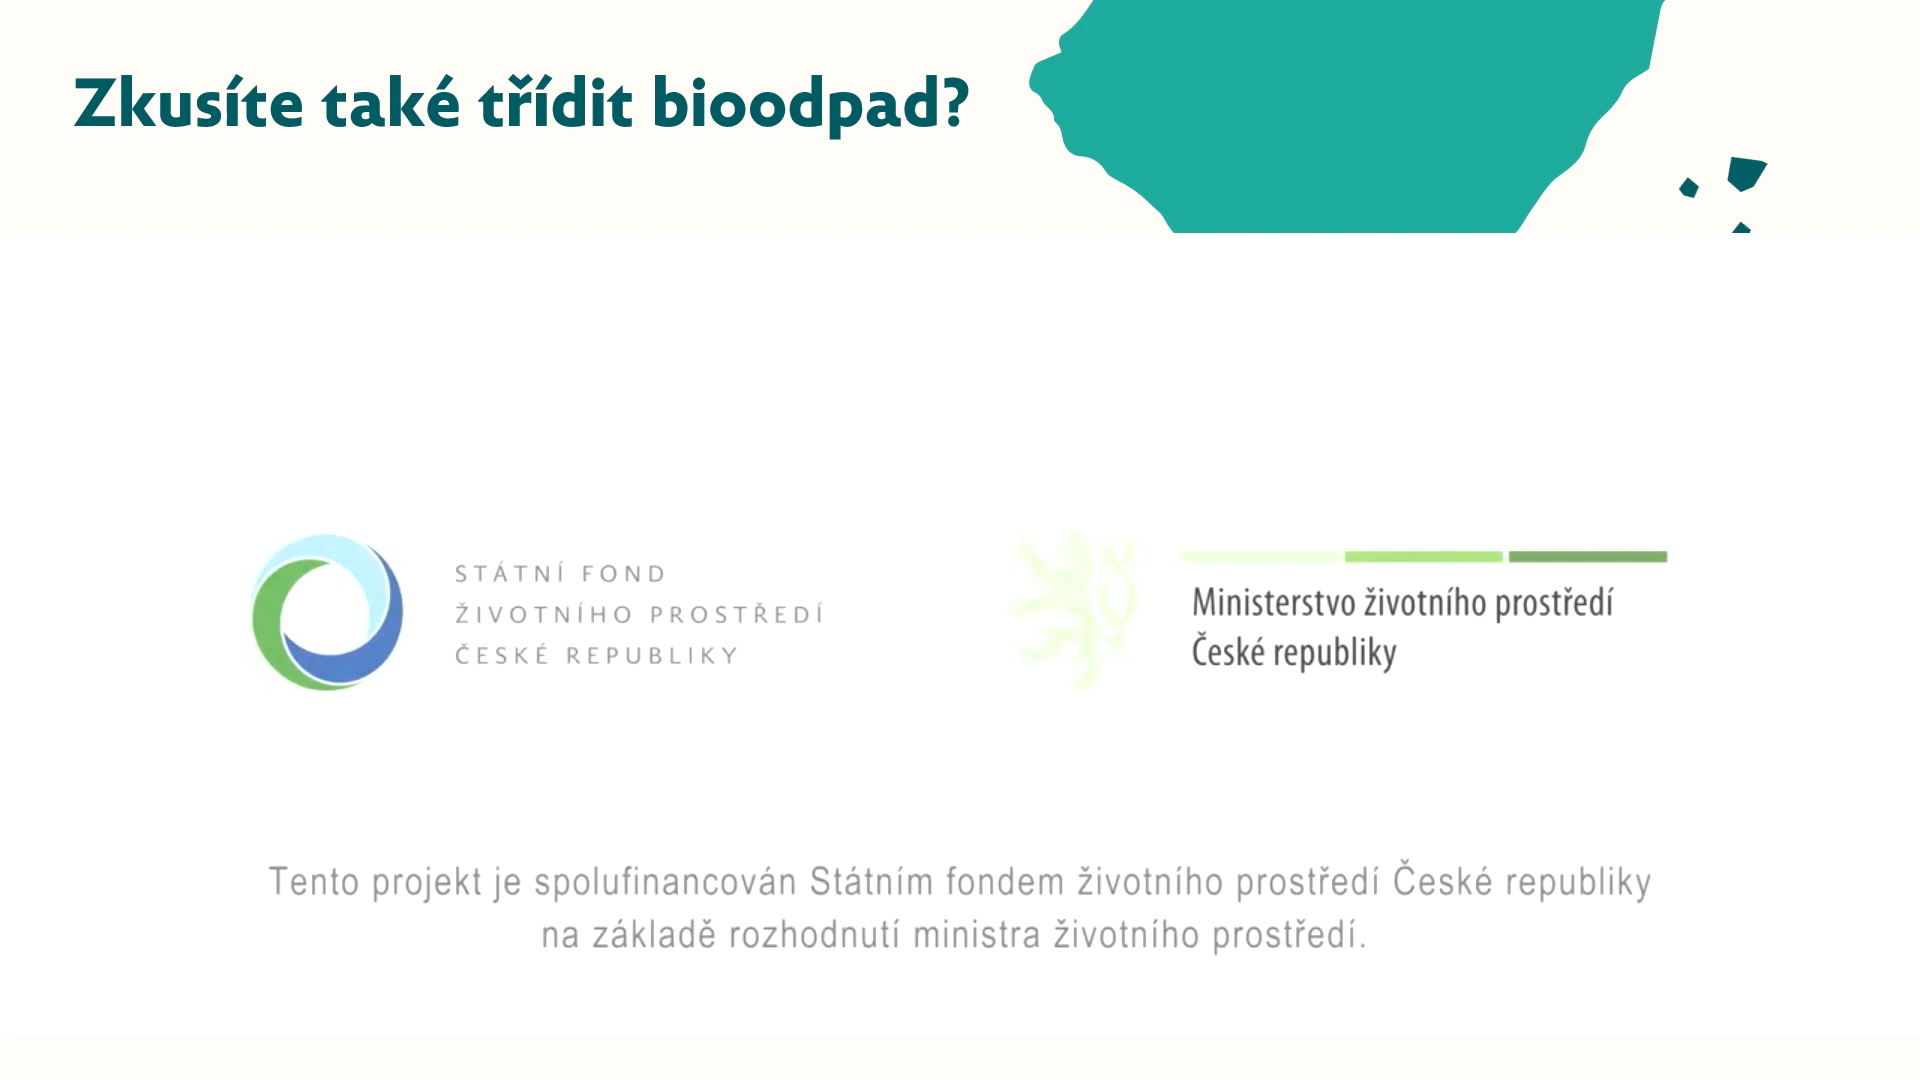 Zkusíte také třídit bioodpad?
STÁTNÍ FOND
ŽIVOTNÍHO PROSTŘEDÍ
ČESKÉ REPUBLIKY
Ministerstvo životního prostředí
České republiky
Tento projekt je spolufinancován Státním fondem životního prostředí České republiky
na základě rozhodnutí ministra životního prostředí.